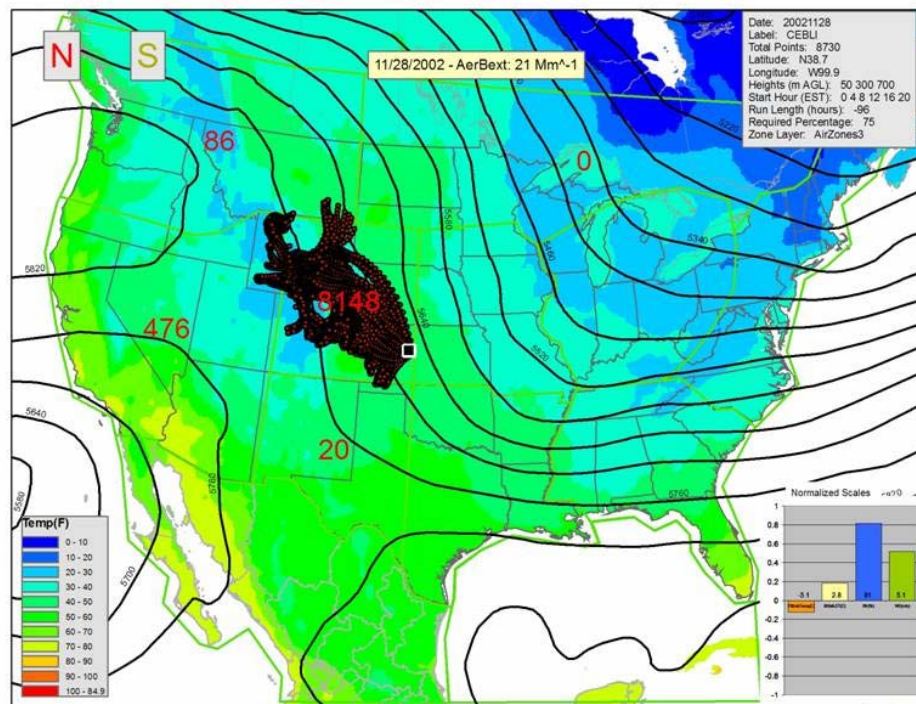 N S
11/28/2002 - AerBext: 21 Mm^-1
Date: 20021128
Label: CEBLI
Total Points: 8730
Latitude: N38.7
Longitude: W99.9
Heights (m AGL): 50 300 700
Start Hour (EST): 0 4 8 12 16 20
Run Length (hours): -96
Required Percentage: 75
Zone Layer: AirZones3
5220
86
0
5580
5340
5460
5820
8148
5640
476
5520
5640
20
5760
5760
5580
5700
Temp(F)
0 - 10
10 - 20
20 - 30
30 - 40
40 - 50
50 - 60
60 - 70
70 - 80
80 - 90
90 - 100
100 - 84.9
Normalized Scales
1
0.8
0.6
0.4
0.2
0
-0.2
-0.4
-0.6
-0.8
-1
-3.1
2.8
81
5.1